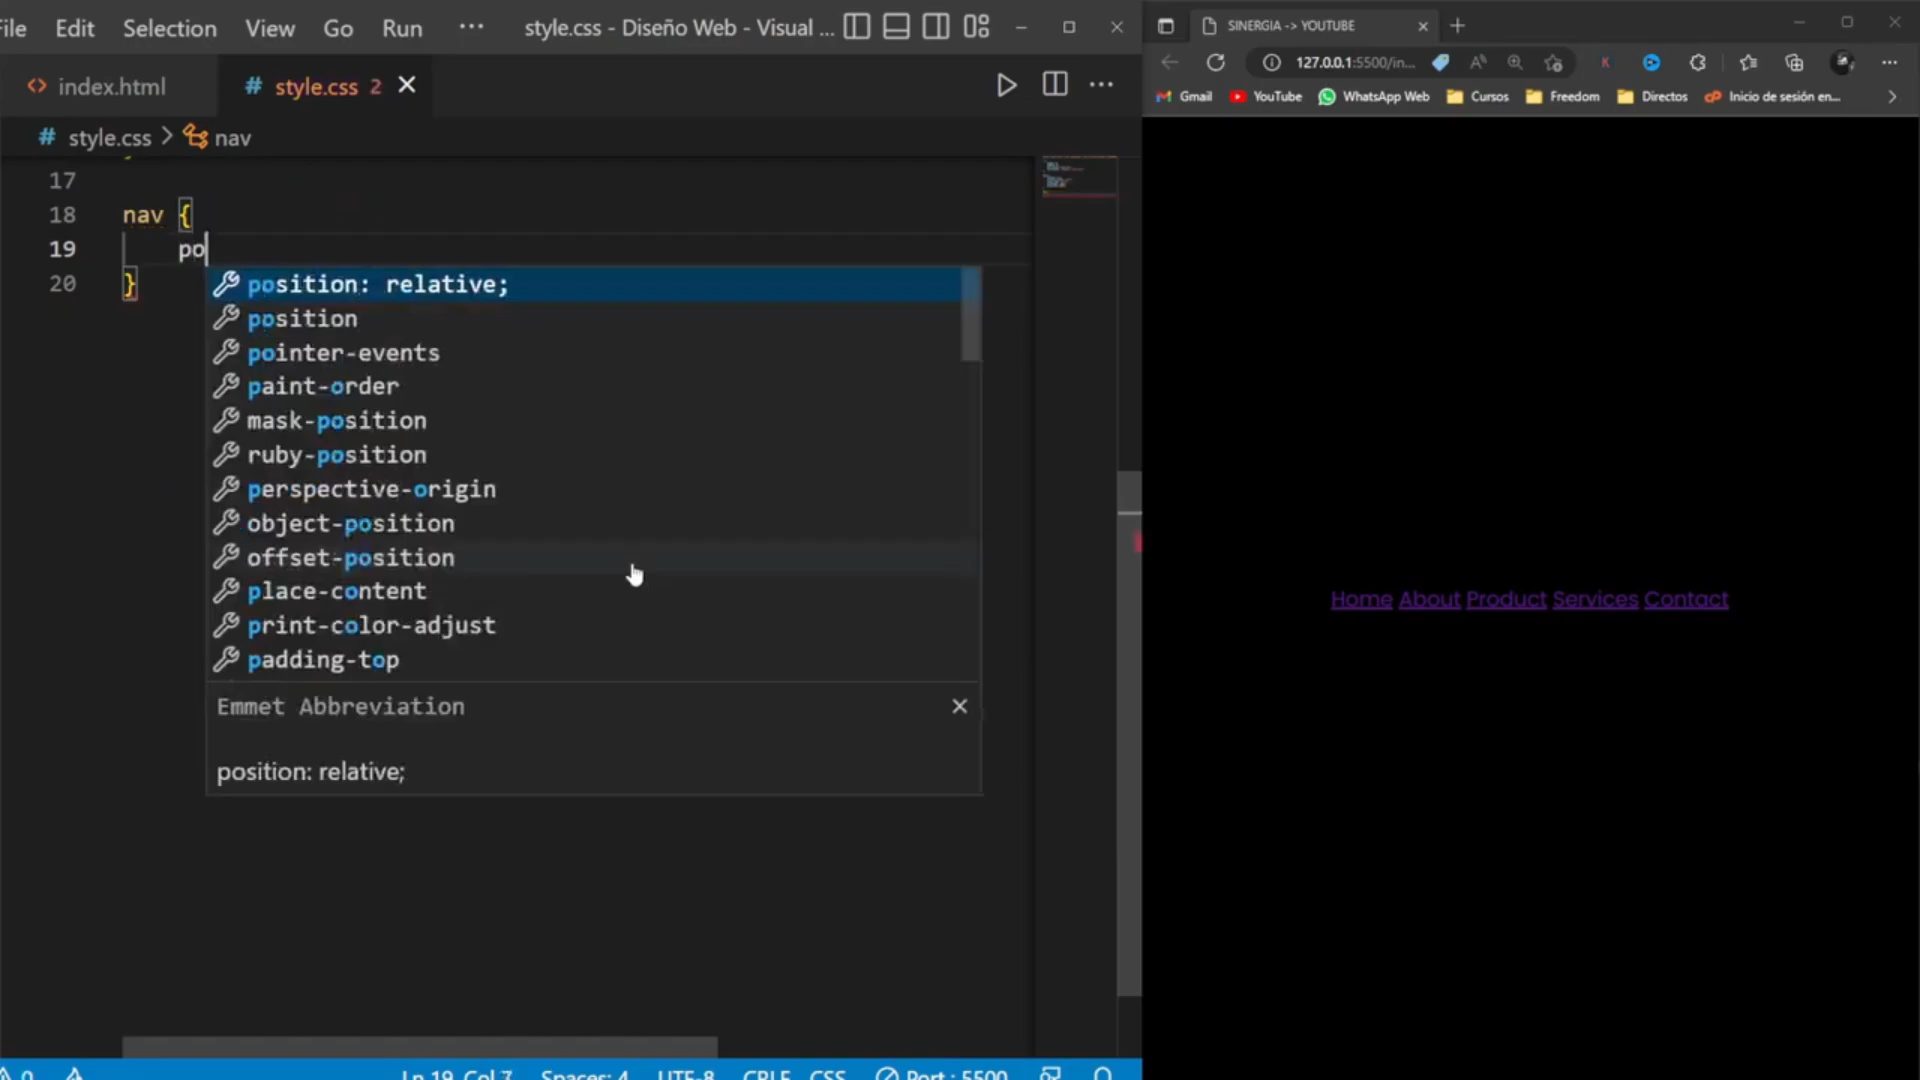 File Edit Selection View Go Run ··· style.css - Diseño Web - Visual ...
index.html
# style.css 2
# style.css > nav
17
18 nav {
19 po
20 }
position: relative;
position
pointer-events
paint-order
mask-position
ruby-position
perspective-origin
object-position
offset-position
place-content
print-color-adjust
padding-top
Emmet Abbreviation
position: relative;
0 Ln 19, Col 7 Spaces: 4 UTF-8 CRLF CSS Port : 5500
SINERGIA -> YOUTUBE
127.0.0.1:5500/in...
Gmail YouTube WhatsApp Web Cursos Freedom Directos Inicio de sesión en...
Home About Product Services Contact